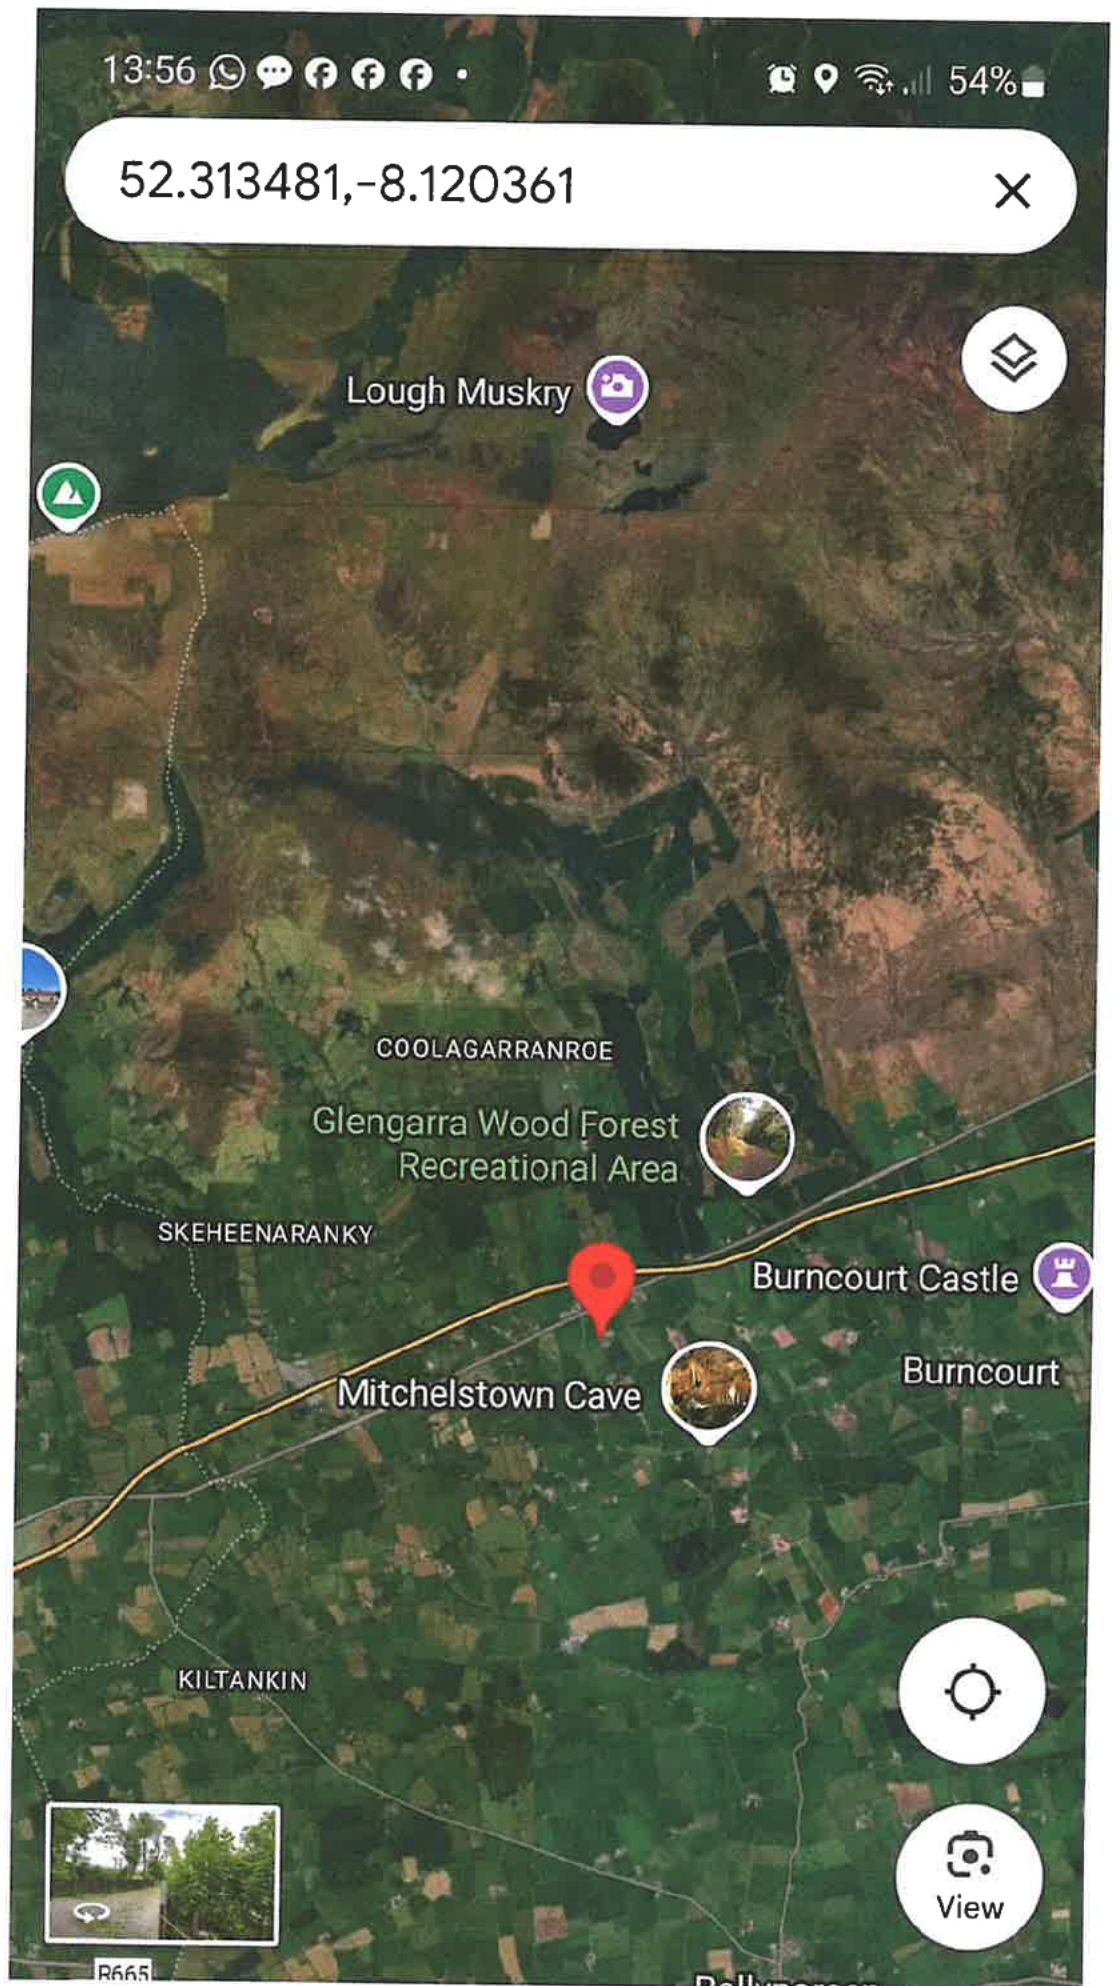 13:56
54%
52.313481,-8.120361
Lough Muskry
COOLAGARRANROE
Glengarra Wood Forest
Recreational Area
SKEHEENARANKY
Burncourt Castle
Burncourt
Mitchelstown Cave
KILTANKIN
View
R665